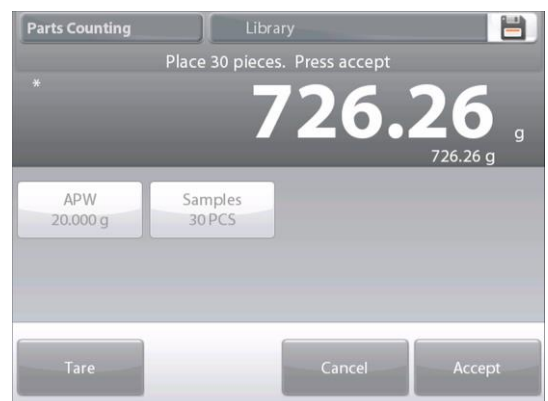 Parts Counting Library
Place 30 pieces. Press accept
*
726.26 g
726.26 g
APW Samples
20.000 g 30 PCS
Tare Cancel Accept